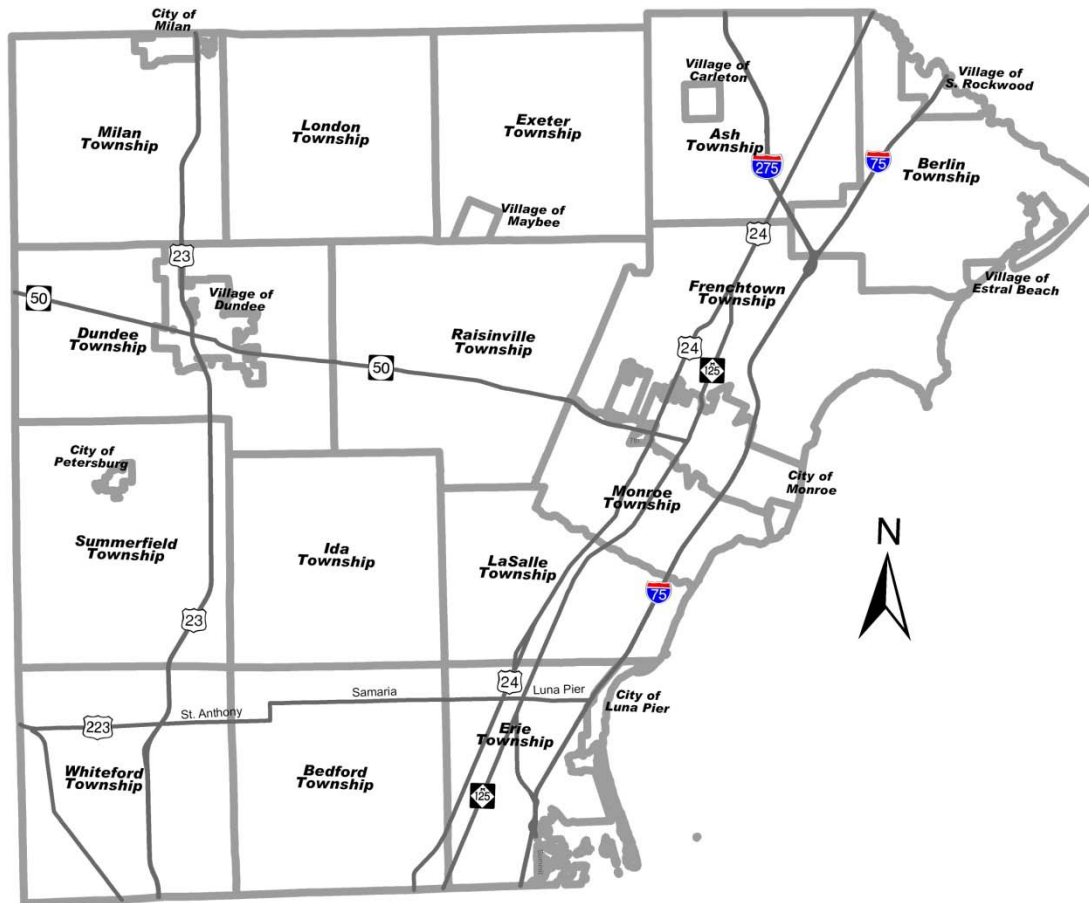 City of
Milan
Village of
Carleton
Village of
S. Rockwood
Milan
Township
London
Township
Exeter
Township
Ash
Township
275
75
Berlin
Township
Village of
Maybee
24
23
Village of
Estral Beach
50
Village of
Dundee
Frenchtown
Township
Dundee
Township
Raisinville
Township
24
50
M
125
City of
Petersburg
7th
City of
Monroe
Monroe
Township
Summerfield
Township
Ida
Township
LaSalle
Township
N
75
23
24
Samaria
Luna Pier
City of
Luna Pier
St. Anthony
223
Erie
Township
Whiteford
Township
Bedford
Township
M
125
Summit